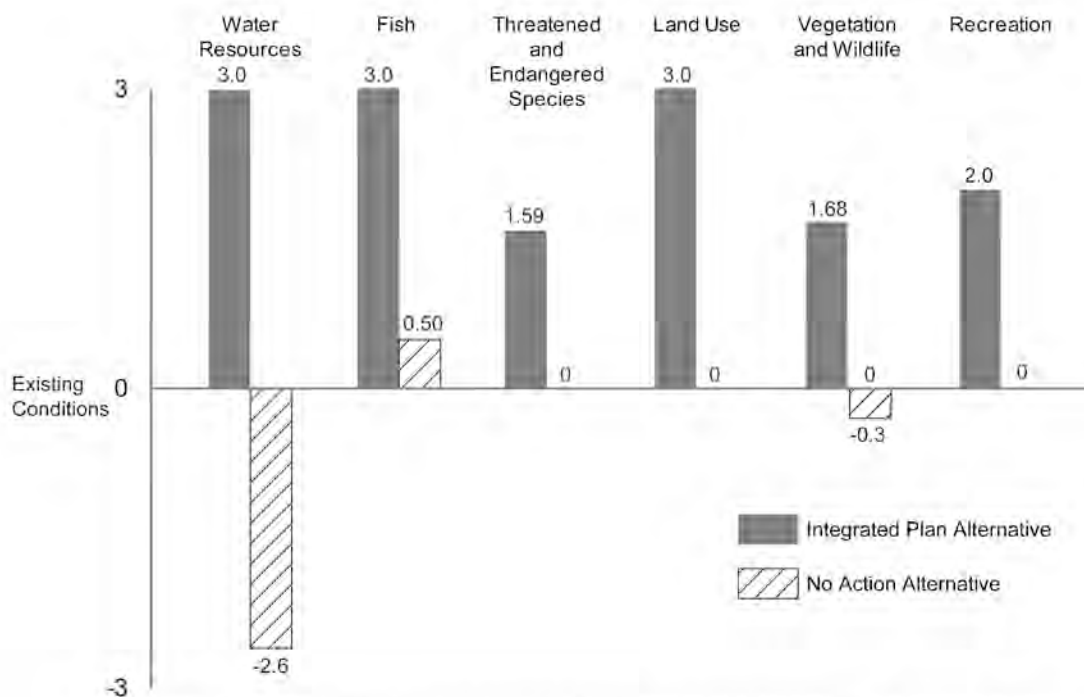 Water
Resources
Fish
Threatened
and
Endangered
Species
Land Use
Vegetation
and Wildlife
Recreation
3
3.0
3.0
3.0
2.0
1.59
1.68
0.50
Existing
Conditions
0
0
0
0
0
-0.3
Integrated Plan Alternative
No Action Alternative
-2.6
-3